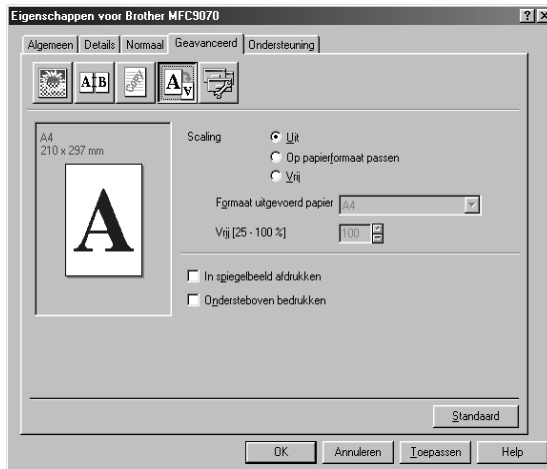 Eigenschappen voor Brother MFC9070
Algemeen Details Normaal Geavanceerd Ondersteuning
A B
A
A4
210 x 297 mm
A
Scaling
Uit
Op papierformaat passen
Vrij
Formaat uitgevoerd papier A4
Vrij [25 - 100 %] 100
In spiegelbeeld afdrukken
Ondersteboven bedrukken
Standaard
OK Annuleren Toepassen Help